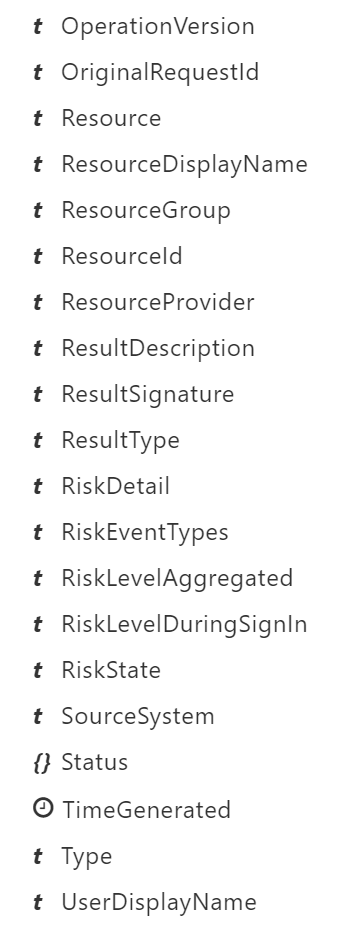 t OperationVersion
t OriginalRequestId
t Resource
t ResourceDisplayName
t ResourceGroup
t ResourceId
t ResourceProvider
t ResultDescription
t ResultSignature
t ResultType
t RiskDetail
t RiskEventTypes
t RiskLevelAggregated
t RiskLevelDuringSignIn
t RiskState
t SourceSystem
{} Status
TimeGenerated
t Type
t UserDisplayName